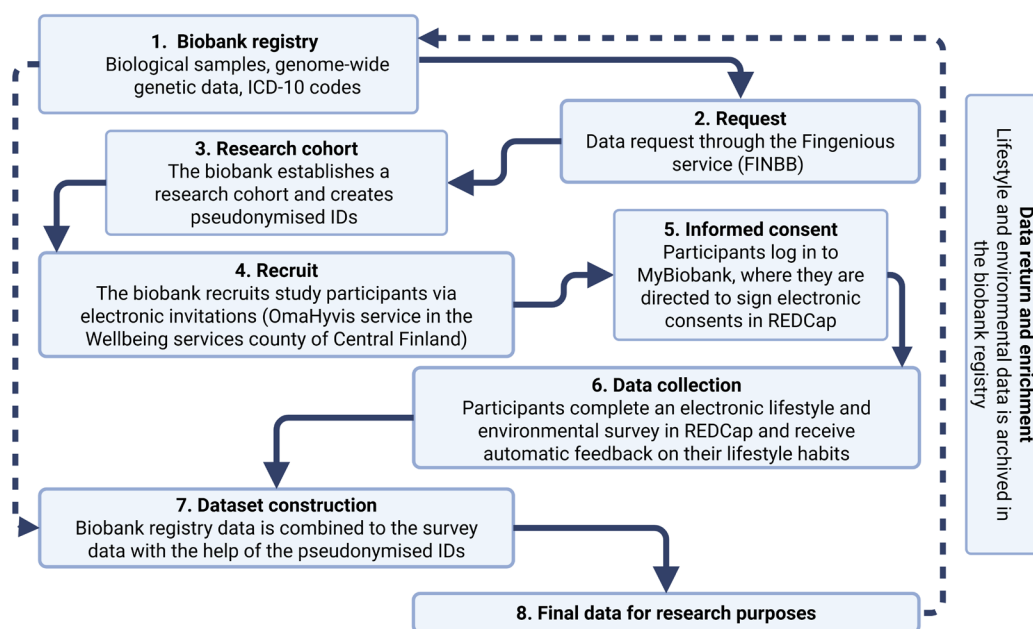 1. Biobank registry
Biological samples, genome-wide
genetic data, ICD-10 codes
2. Request
Data request through the Fingenious
service (FINBB)
3. Research cohort
The biobank establishes a
research cohort and creates
pseudonymised IDs
4. Recruit
The biobank recruits study participants via
electronic invitations (OmaHyvis service in the
Wellbeing services county of Central Finland)
5. Informed consent
Participants log in to
MyBiobank, where they are
directed to sign electronic
consents in REDCap
6. Data collection
Participants complete an electronic lifestyle and
environmental survey in REDCap and receive
automatic feedback on their lifestyle habits
7. Dataset construction
Biobank registry data is combined to the survey
data with the help of the pseudonymised IDs
8. Final data for research purposes
Data return and enrichment
Lifestyle and environmental data is archived in
the biobank registry